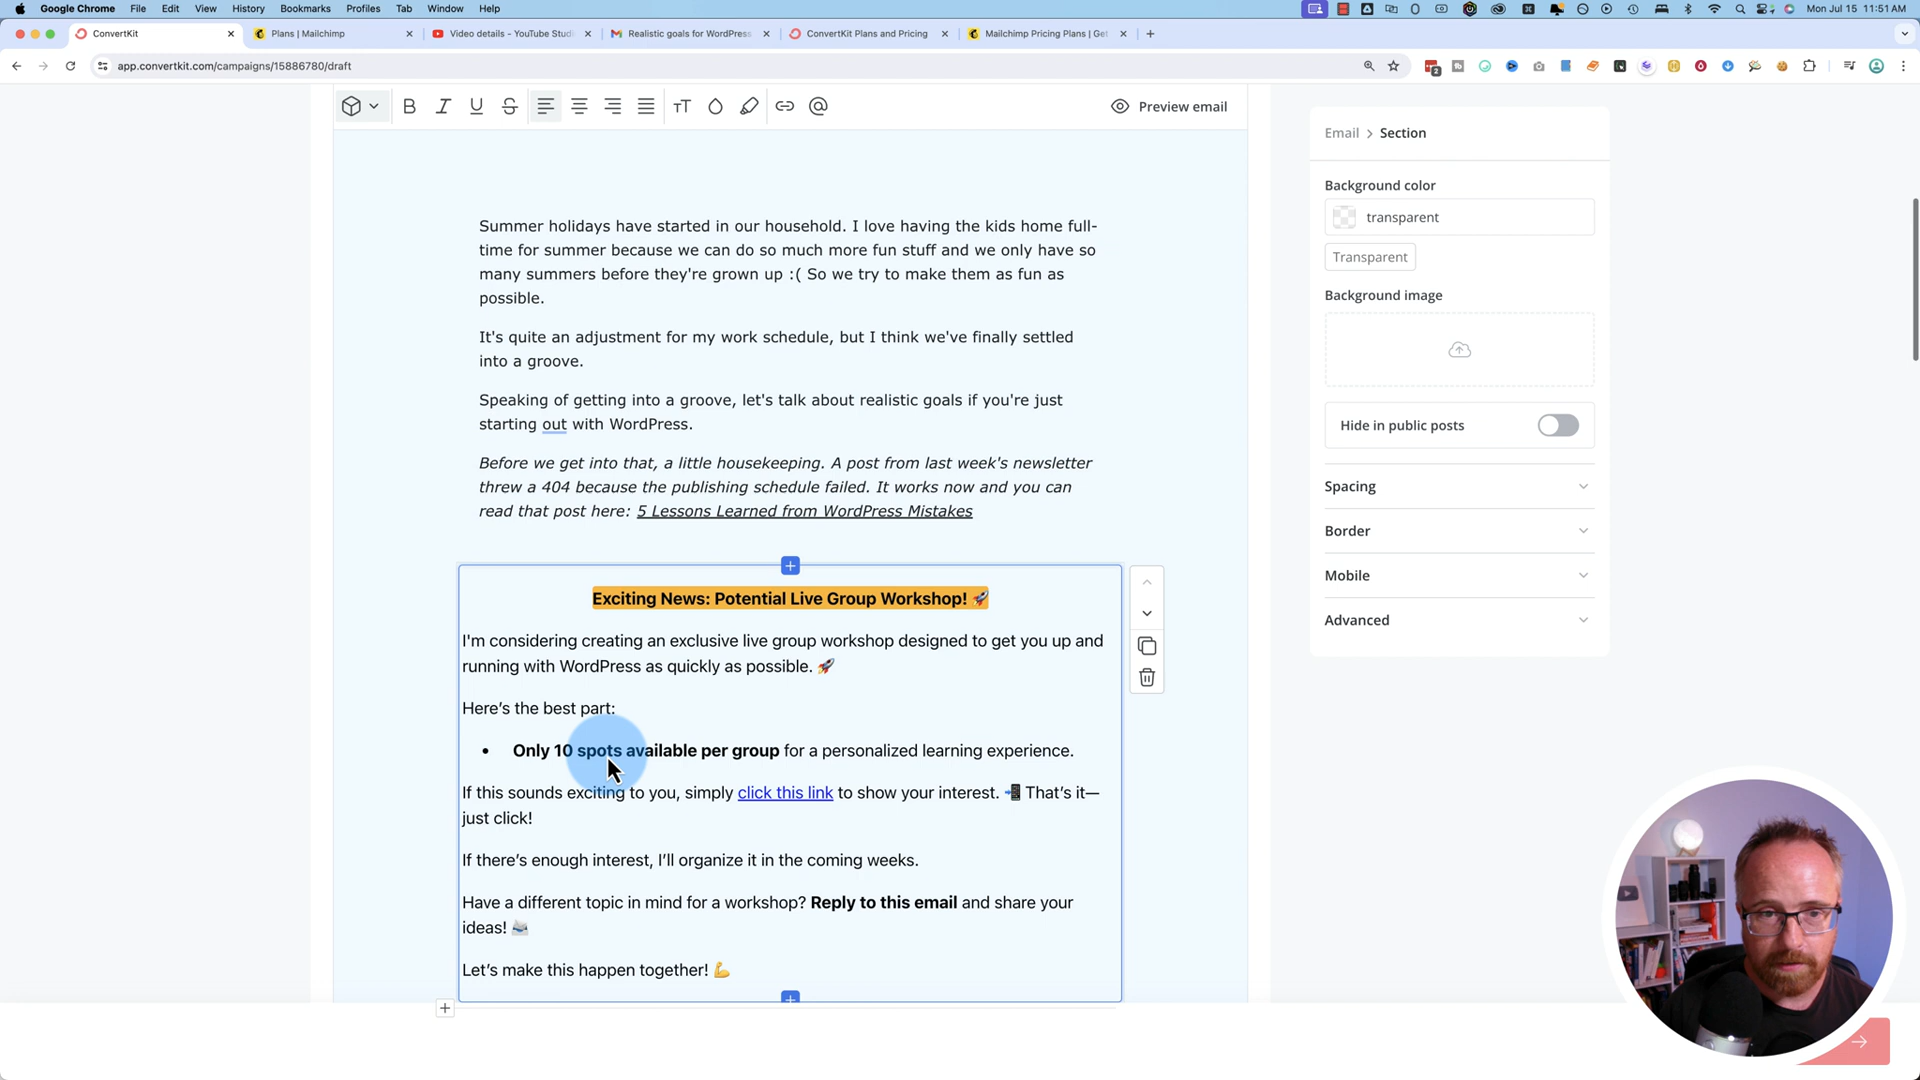 Google Chrome File Edit View History Bookmarks Profiles Tab Window Help Mon Jul 15 11:51 AM
ConvertKit
Plans | Mailchimp
Video details - YouTube Stud
Realistic goals for WordPress
ConvertKit Plans and Pricing
Mailchimp Pricing Plans | Get
app.convertkit.com/campaigns/15886780/draft
2
B I U S
Preview email
Summer holidays have started in our household. I love having the kids home full-
time for summer because we can do so much more fun stuff and we only have so
many summers before they're grown up :( So we try to make them as fun as
possible.
It's quite an adjustment for my work schedule, but I think we've finally settled
into a groove.
Speaking of getting into a groove, let's talk about realistic goals if you're just
starting out with WordPress.
Before we get into that, a little housekeeping. A post from last week's newsletter
threw a 404 because the publishing schedule failed. It works now and you can
read that post here: 5 Lessons Learned from WordPress Mistakes
Exciting News: Potential Live Group Workshop! 🚀
I'm considering creating an exclusive live group workshop designed to get you up and
running with WordPress as quickly as possible. 🚀
Here's the best part:
• Only 10 spots available per group for a personalized learning experience.
If this sounds exciting to you, simply click this link to show your interest. 📲 That's it—
just click!
If there's enough interest, I'll organize it in the coming weeks.
Have a different topic in mind for a workshop? Reply to this email and share your
ideas! 📨
Let's make this happen together! 💪
Email > Section
Background color
transparent
Transparent
Background image
Hide in public posts
Spacing
Border
Mobile
Advanced